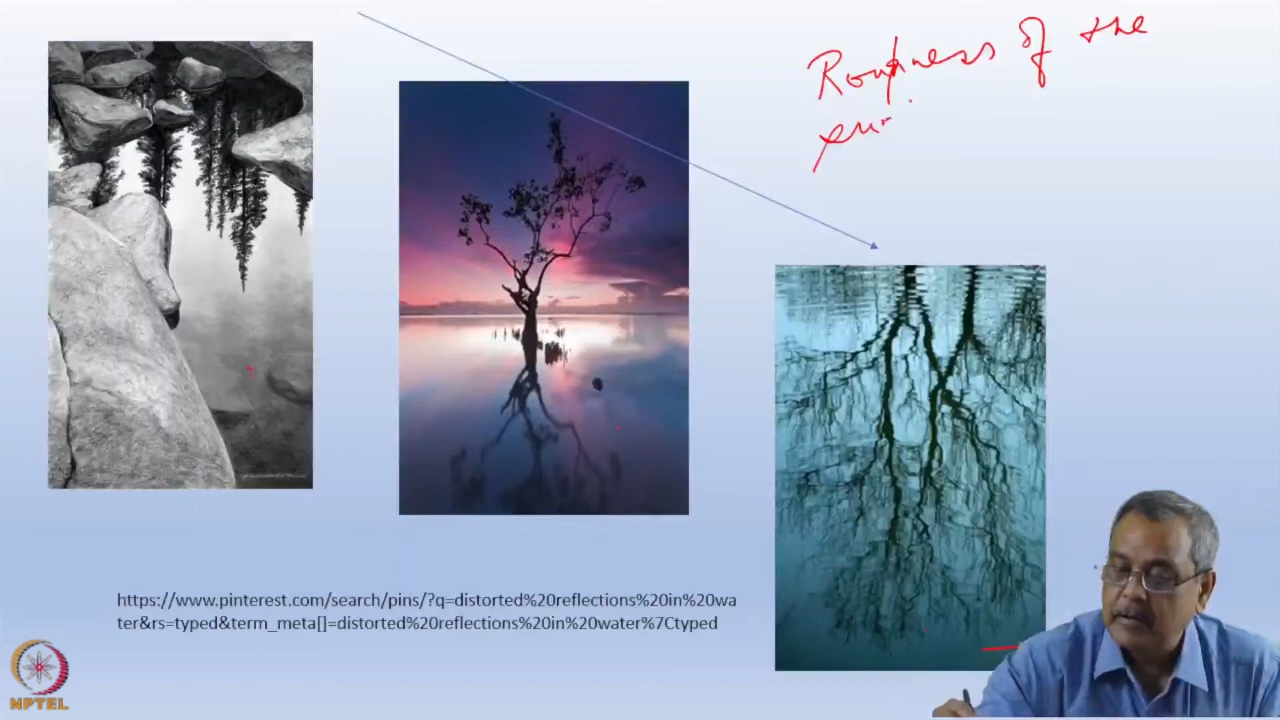 Roughness of the
https://www.pinterest.com/search/pins/?q=distorted%20reflections%20in%20wa
ter&rs=typed&term_meta[]=distorted%20reflections%20in%20water%7Ctyped
NPTEL